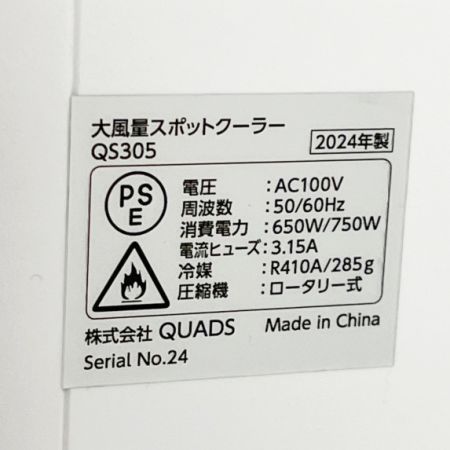 大風量スポットクーラー
QS305 2024年製
PS
E
電圧 :AC100V
周波数 :50/60Hz
消費電力 :650W/750W
電流ヒューズ:3.15A
冷媒 :R410A/285g
圧縮機 :ロータリー式
株式会社 QUADS Made in China
Serial No.24